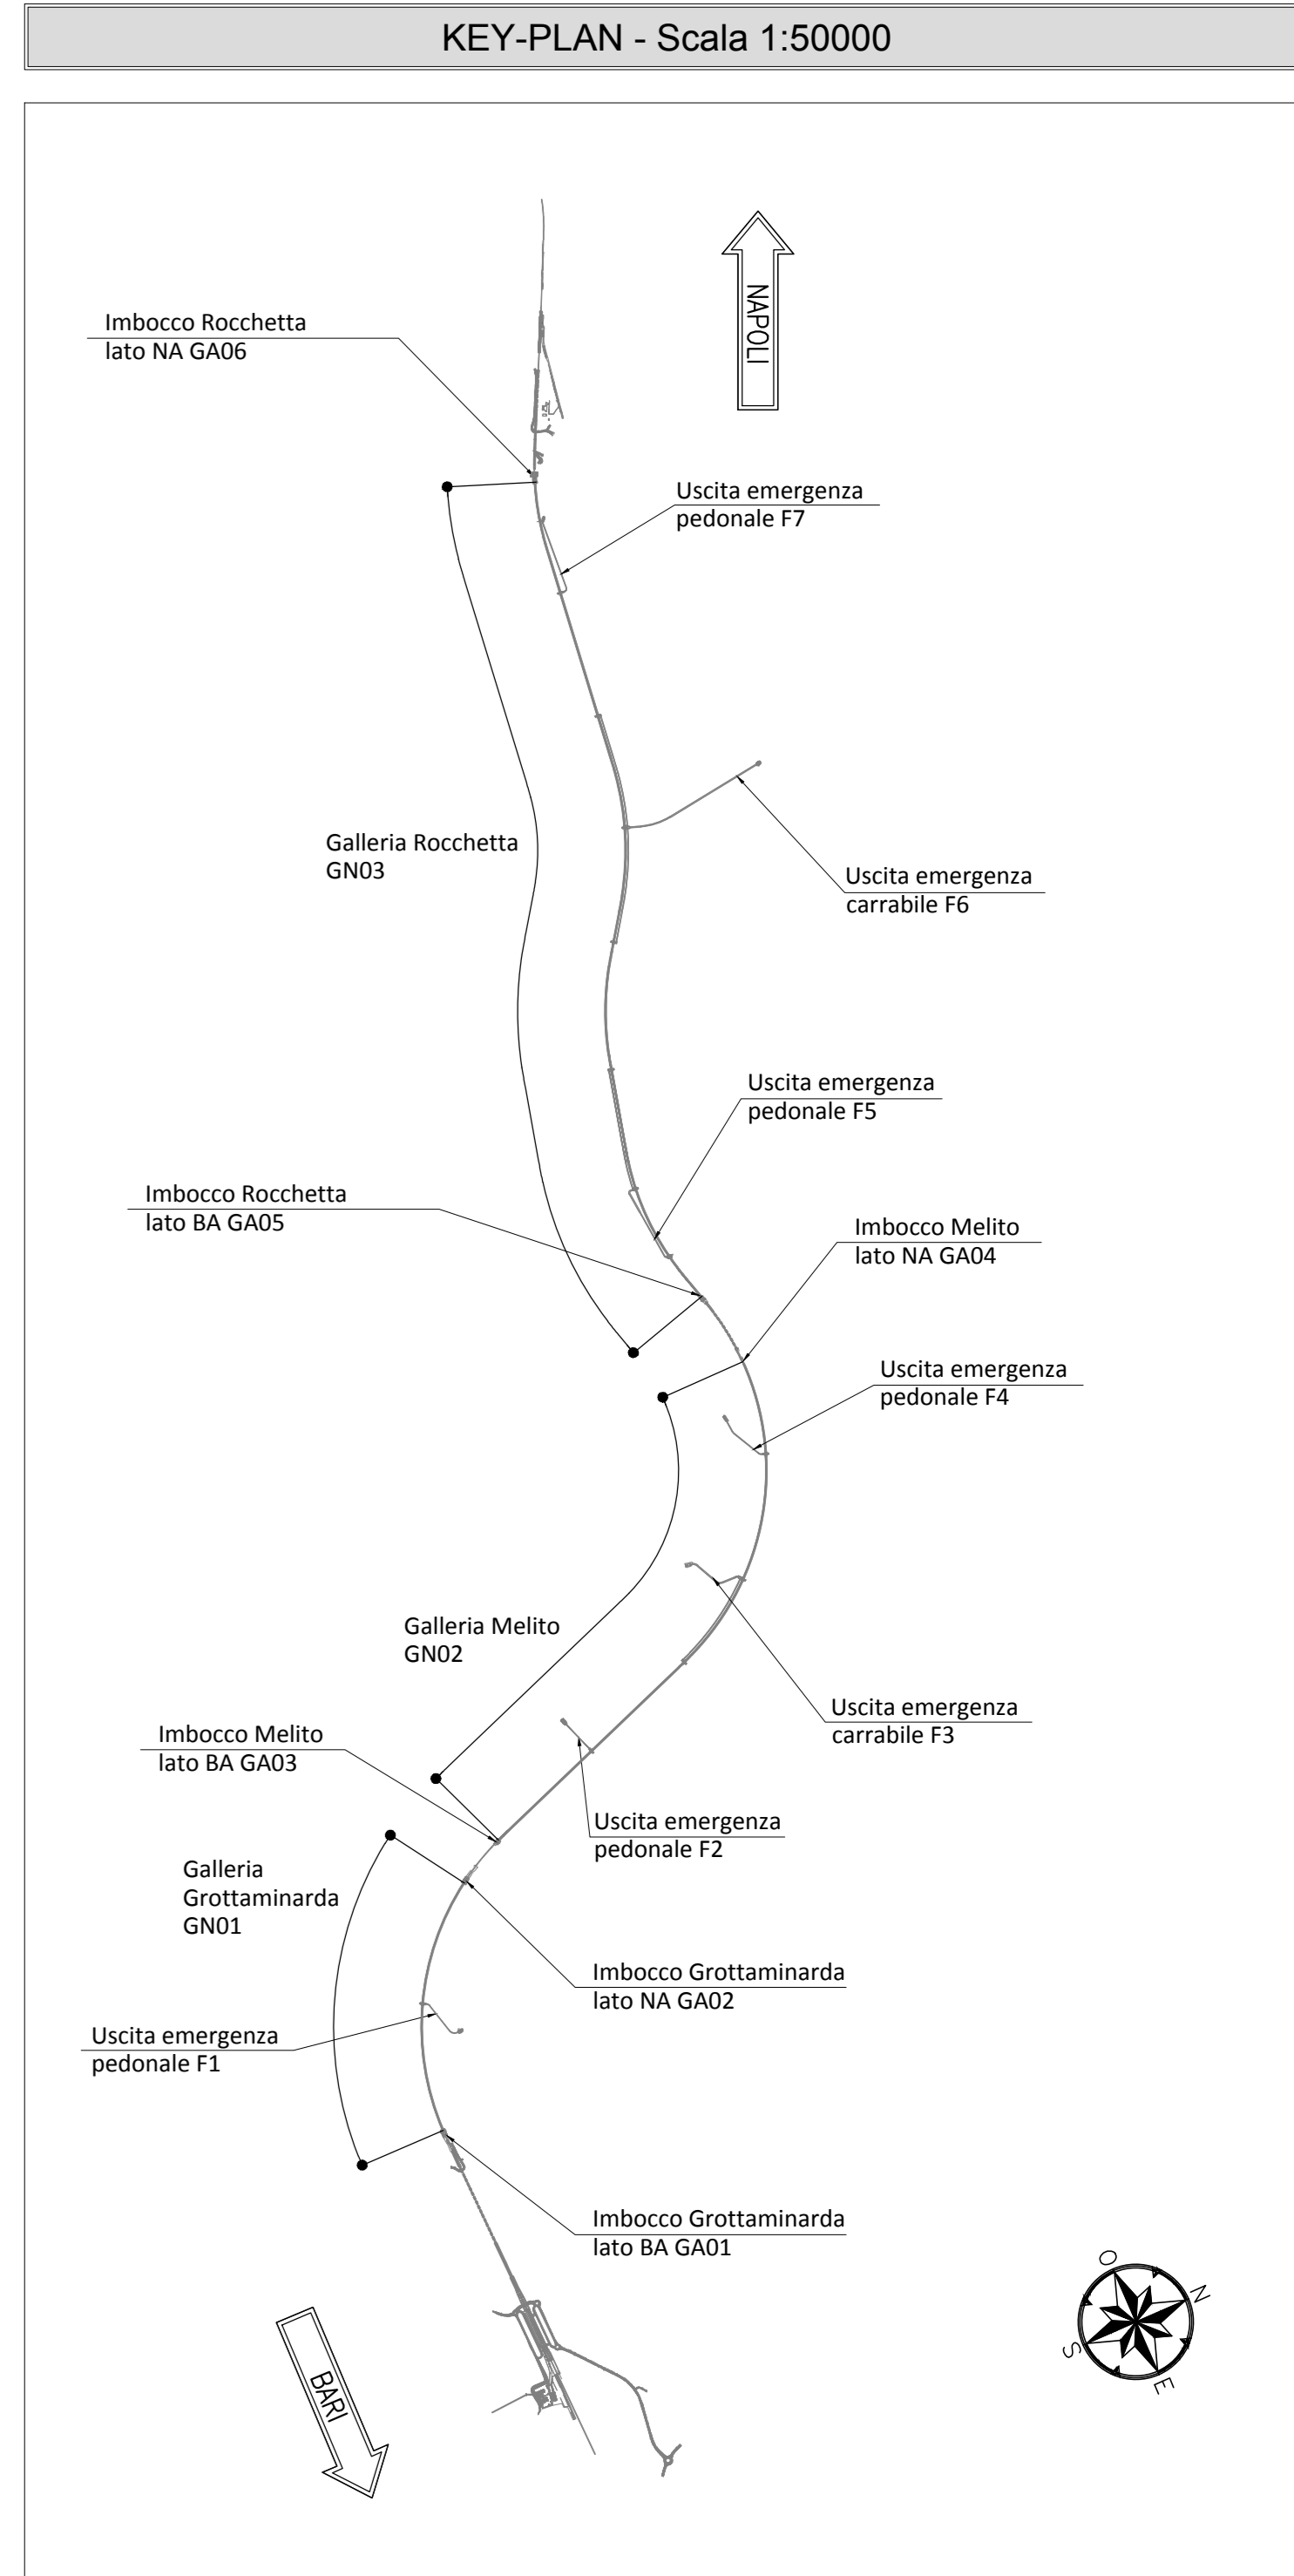 KEY-PLAN - Scala 1:50000
NAPOLI
Imbocco Rocchetta
lato NA GA06
Uscita emergenza
pedonale F7
Galleria Rocchetta
GN03
Uscita emergenza
carrabile F6
Uscita emergenza
pedonale F5
Imbocco Rocchetta
lato BA GA05
Imbocco Melito
lato NA GA04
Uscita emergenza
pedonale F4
Galleria Melito
GN02
Uscita emergenza
carrabile F3
Imbocco Melito
lato BA GA03
Uscita emergenza
pedonale F2
Galleria
Grottaminarda
GN01
Imbocco Grottaminarda
lato NA GA02
Uscita emergenza
pedonale F1
Imbocco Grottaminarda
lato BA GA01
O
N
S
E
BARI